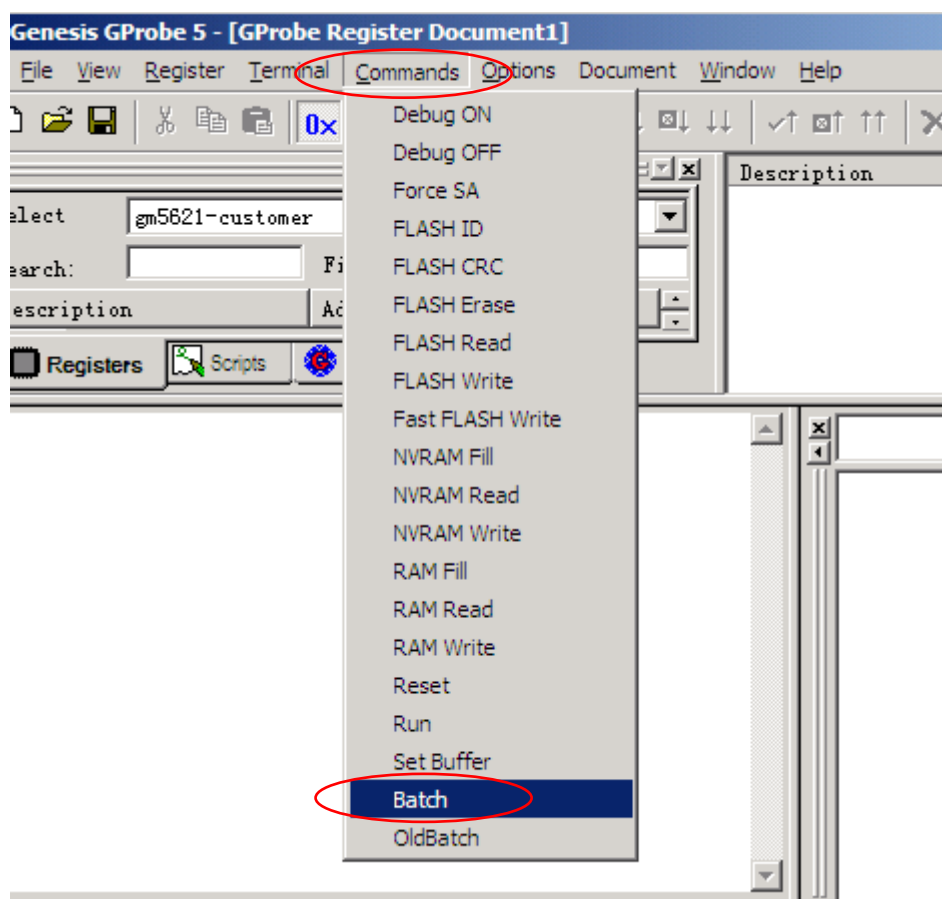 Genesis GProbe 5 - [GProbe Register Document1]
File View Register Terminal Commands Options Document Window Help
0x
Debug ON
Debug OFF
Force SA
FLASH ID
FLASH CRC
FLASH Erase
FLASH Read
FLASH Write
Fast FLASH Write
NVRAM Fill
NVRAM Read
NVRAM Write
RAM Fill
RAM Read
RAM Write
Reset
Run
Set Buffer
Batch
OldBatch
Description
elect gm5621-customer
earch: Fi
escription Ad
Registers Scripts